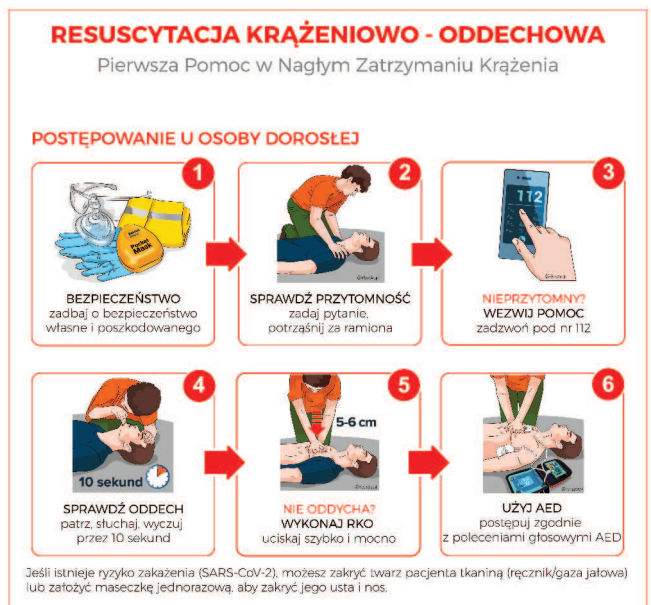 RESUSCYTACJA KRĄŻENIOWO - ODDECHOWA
Pierwsza Pomoc w Nagłym Zatrzymaniu Krążenia
POSTĘPOWANIE U OSOBY DOROSŁEJ
1
Pocket
Mask
BEZPIECZEŃSTWO
zadbaj o bezpieczeństwo
własne i poszkodowanego
2
SPRAWDŹ PRZYTOMNOŚĆ
zadaj pytanie,
potrząśnij za ramiona
3
112
NIEPRZYTOMNY?
WEZWIJ POMOC
zadzwoń pod nr 112
4
10 sekund
SPRAWDŹ ODDECH
patrz, słuchaj, wyczuj
przez 10 sekund
5
5-6 cm
NIE ODDYCHA?
WYKONAJ RKO
uciskaj szybko i mocno
6
UŻYJ AED
postępuj zgodnie
z poleceniami głosowymi AED
Jeśli istnieje ryzyko zakażenia (SARS-CoV-2), możesz zakryć twarz pacjenta tkaniną (ręcznik/gaza jałowa)
lub założyć maseczkę jednorazową, aby zakryć jego usta i nos.